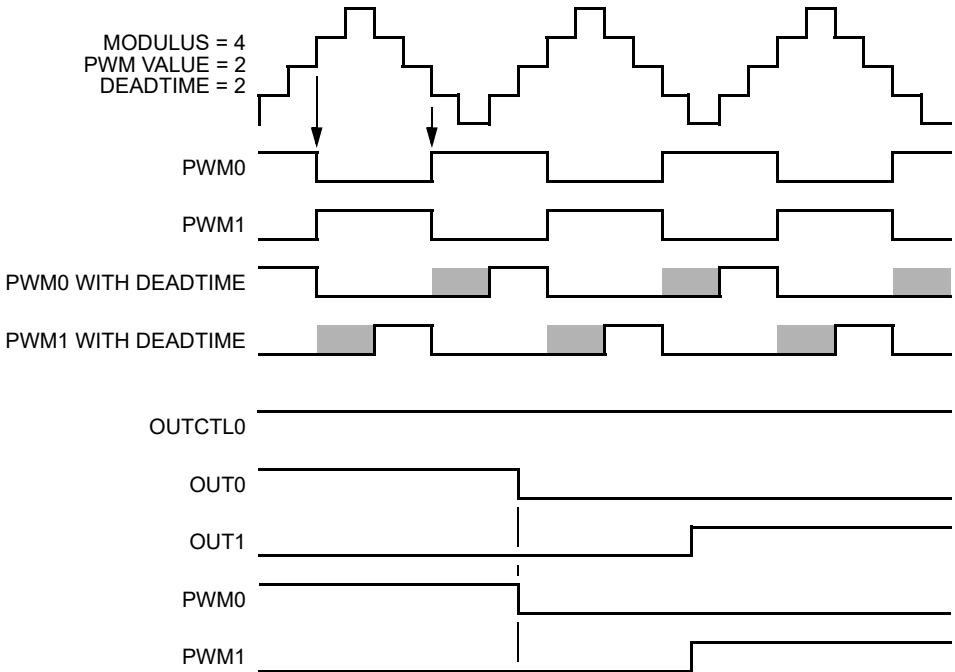 MODULUS = 4
PWM VALUE = 2
DEADTIME = 2
PWM0
PWM1
PWM0 WITH DEADTIME
PWM1 WITH DEADTIME
OUTCTL0
OUT0
OUT1
PWM0
PWM1